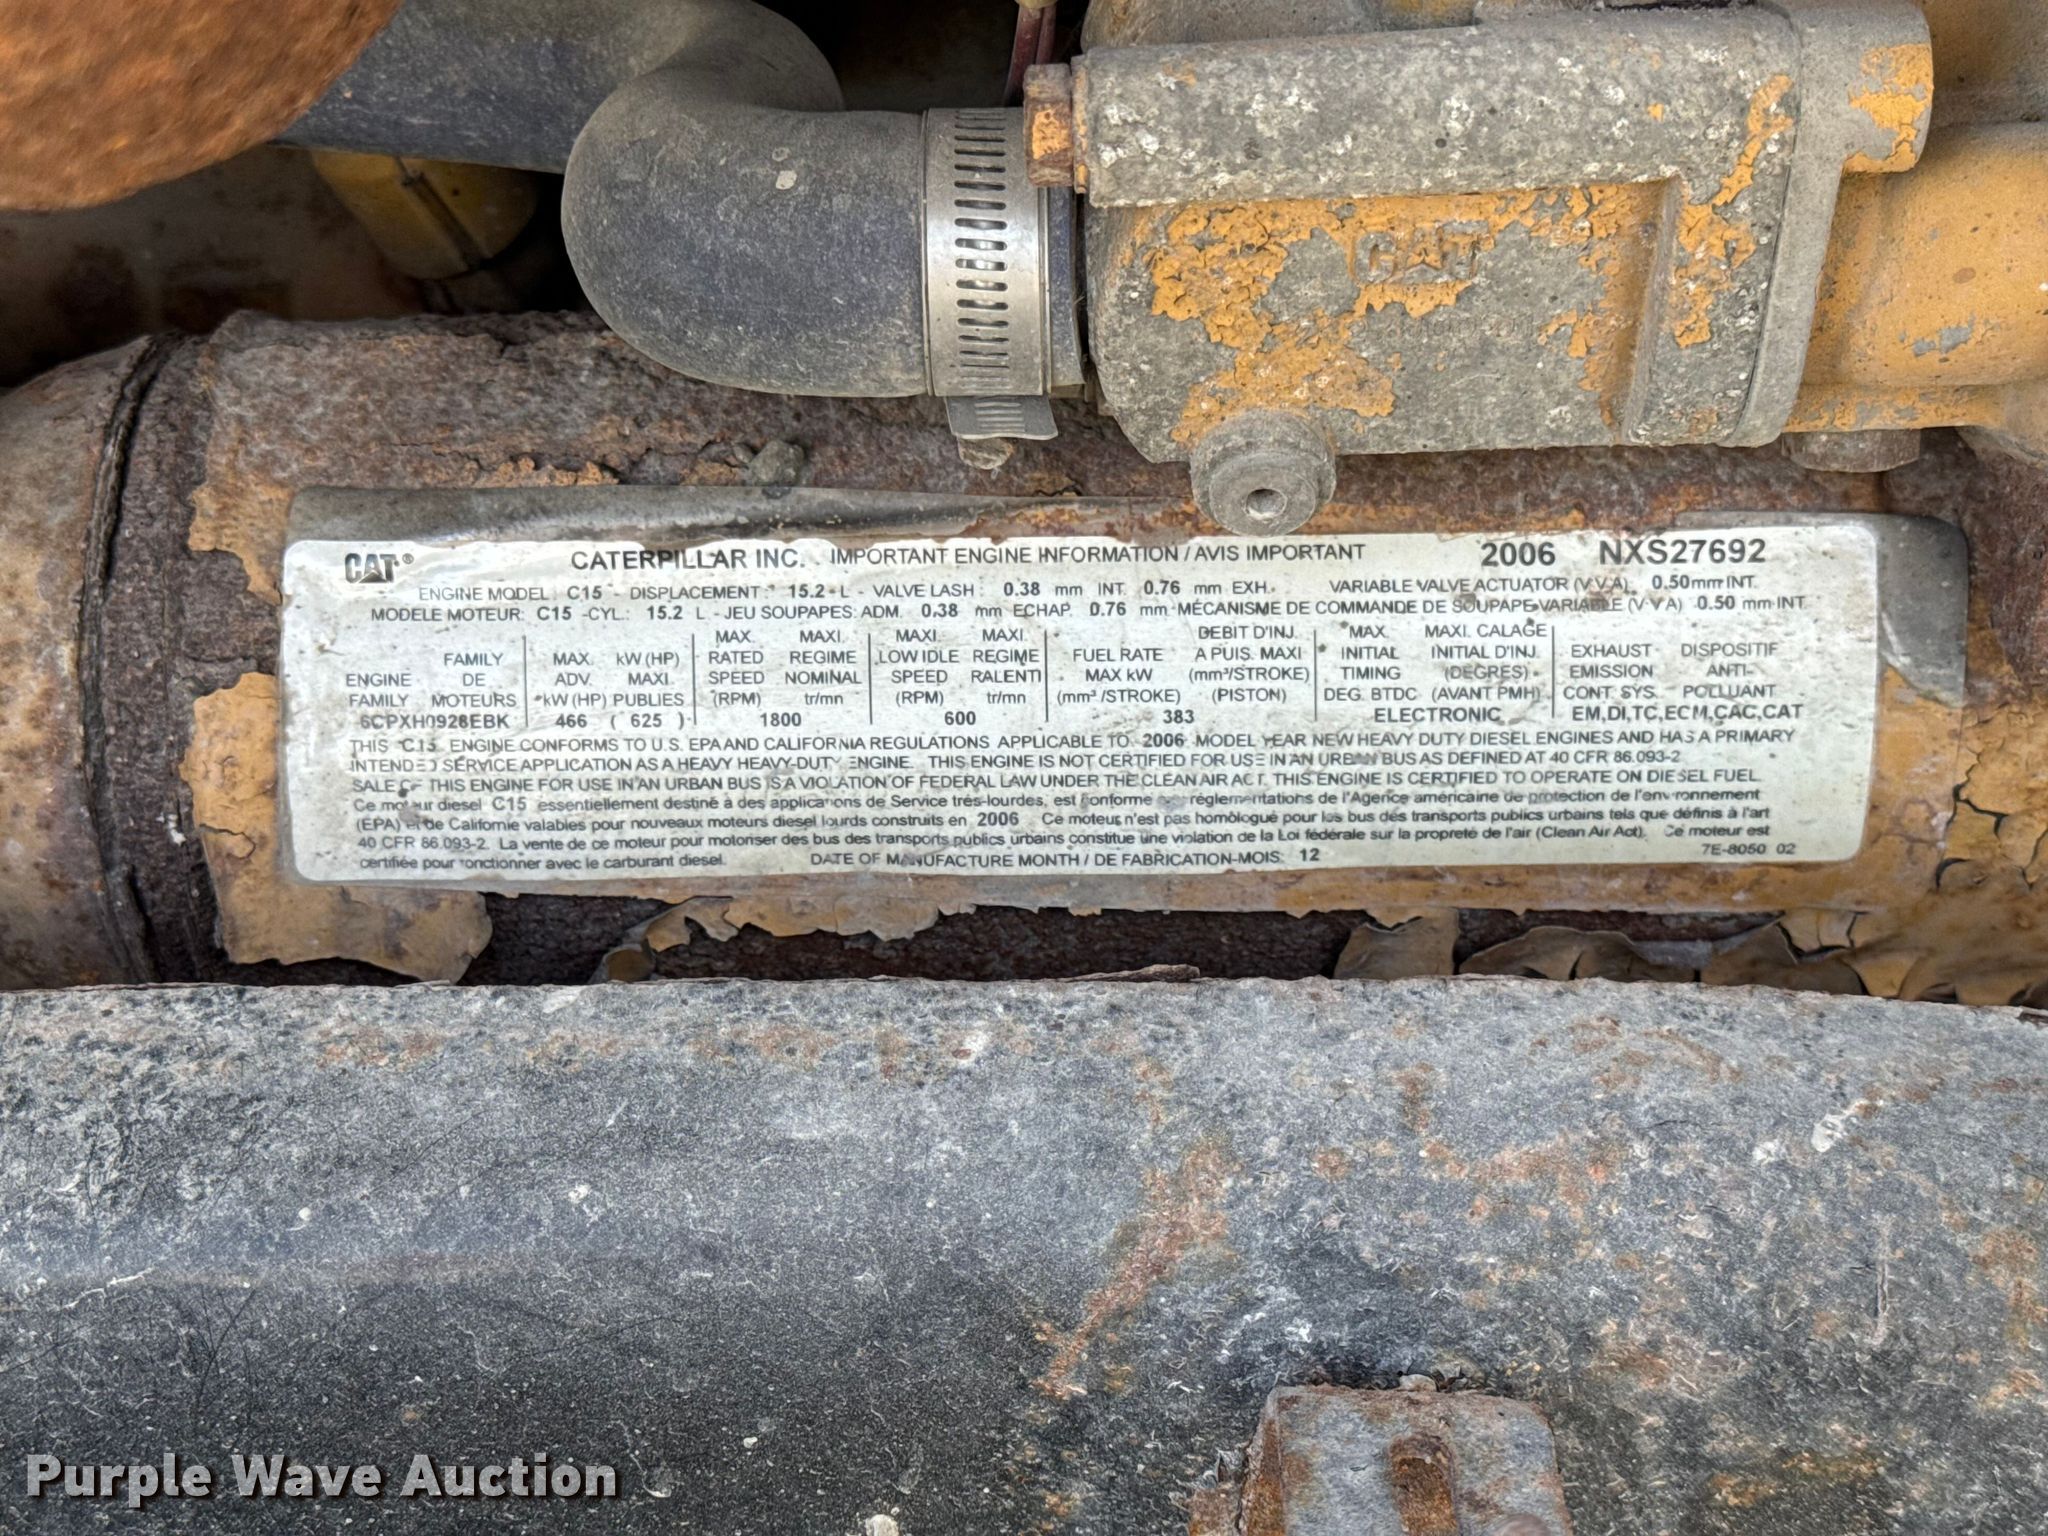 CAT
CAT® CATERPILLAR INC. IMPORTANT ENGINE INFORMATION / AVIS IMPORTANT 2006 NXS27692
ENGINE MODEL: C15 - DISPLACEMENT: 15.2 - L - VALVE LASH: 0.38 mm INT. 0.76 mm EXH. VARIABLE VALVE ACTUATOR (V.V.A) 0.50 mm INT.
MODELE MOTEUR: C15 -CYL.: 15.2 L - JEU SOUPAPES: ADM. 0.38 mm ECHAP. 0.76 mm MÉCANISME DE COMMANDE DE SOUPAPE VARIABLE (V.V.A) 0.50 mm INT.
ENGINE FAMILY
FAMILY DE MOTEURS
6CPXH0928EBK
MAX. ADV. kW (HP)
kW (HP) MAXI. PUBLIES
466 ( 625 )
MAX. RATED SPEED (RPM)
MAXI. REGIME NOMINAL tr/mn
1800
MAXI. LOW IDLE SPEED (RPM)
MAXI. REGIME RALENTI tr/mn
600
FUEL RATE MAX kW (mm³ /STROKE)
DEBIT D'INJ. A PUIS. MAXI (mm³/STROKE) (PISTON)
383
MAX. INITIAL TIMING DEG. BTDC
MAXI. CALAGE INITIAL D'INJ. (DEGRES) (AVANT PMH)
ELECTRONIC
EXHAUST EMISSION CONT. SYS.
DISPOSITIF ANTI- POLLUANT
EM,DI,TC,ECM,CAC,CAT
THIS C15 ENGINE CONFORMS TO U.S. EPA AND CALIFORNIA REGULATIONS APPLICABLE TO 2006 MODEL YEAR NEW HEAVY DUTY DIESEL ENGINES AND HAS A PRIMARY
INTENDED SERVICE APPLICATION AS A HEAVY HEAVY-DUTY ENGINE. THIS ENGINE IS NOT CERTIFIED FOR USE IN AN URBAN BUS AS DEFINED AT 40 CFR 86.093-2
SALE OF THIS ENGINE FOR USE IN AN URBAN BUS IS A VIOLATION OF FEDERAL LAW UNDER THE CLEAN AIR ACT. THIS ENGINE IS CERTIFIED TO OPERATE ON DIESEL FUEL.
Ce moteur diesel C15 essentiellement destiné à des applications de Service très-lourdes, est conforme aux réglementations de l'Agence américaine de protection de l'environnement
(EPA) et de Californie valables pour nouveaux moteurs diesel lourds construits en 2006 Ce moteur n'est pas homologué pour les bus des transports publics urbains tels que définis à l'art
40 CFR 86.093-2. La vente de ce moteur pour motoriser des bus des transports publics urbains constitue une violation de la Loi fédérale sur la propreté de l'air (Clean Air Act). Ce moteur est
certifiée pour fonctionner avec le carburant diesel. DATE OF MANUFACTURE MONTH / DE FABRICATION-MOIS: 12 7E-8050 02
Purple Wave Auction